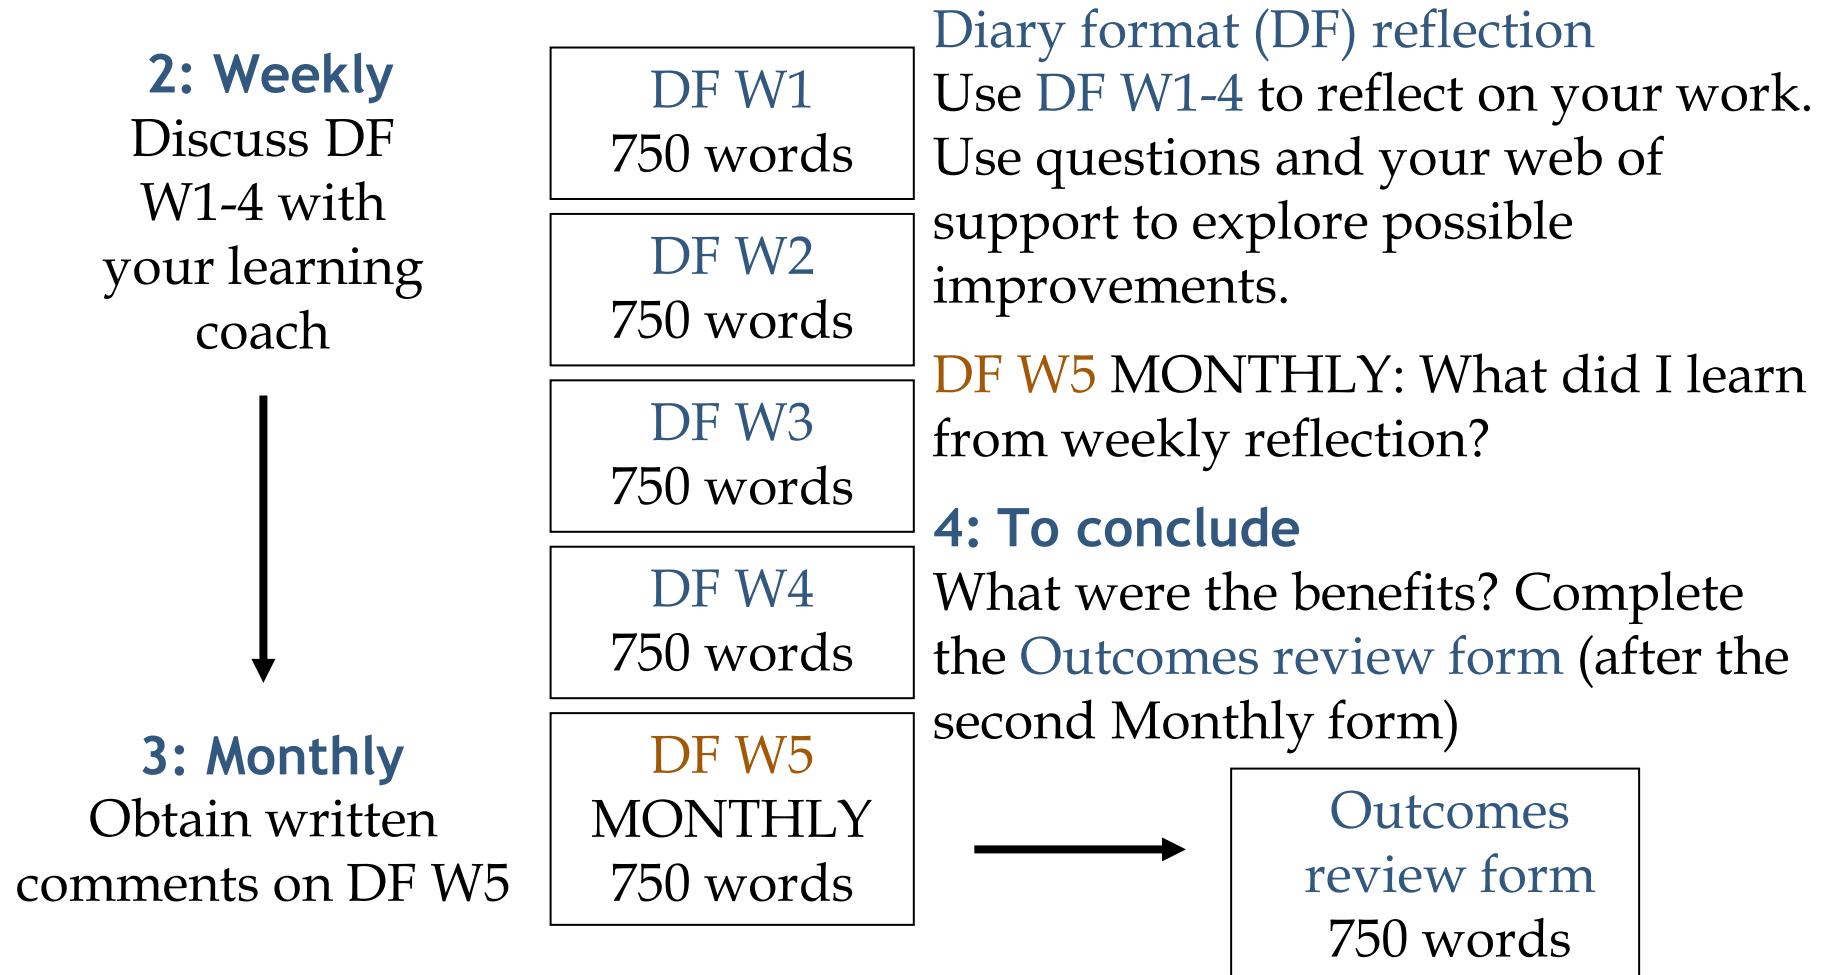 2: Weekly
Discuss DF
W1-4 with
your learning
coach
3: Monthly
Obtain written
comments on DF W5
DF W1
750 words
DF W2
750 words
DF W3
750 words
DF W4
750 words
DF W5
MONTHLY
750 words
Diary format (DF) reflection
Use DF W1-4 to reflect on your work.
Use questions and your web of
support to explore possible
improvements.
DF W5 MONTHLY: What did I learn
from weekly reflection?
4: To conclude
What were the benefits? Complete
the Outcomes review form (after the
second Monthly form)
Outcomes
review form
750 words